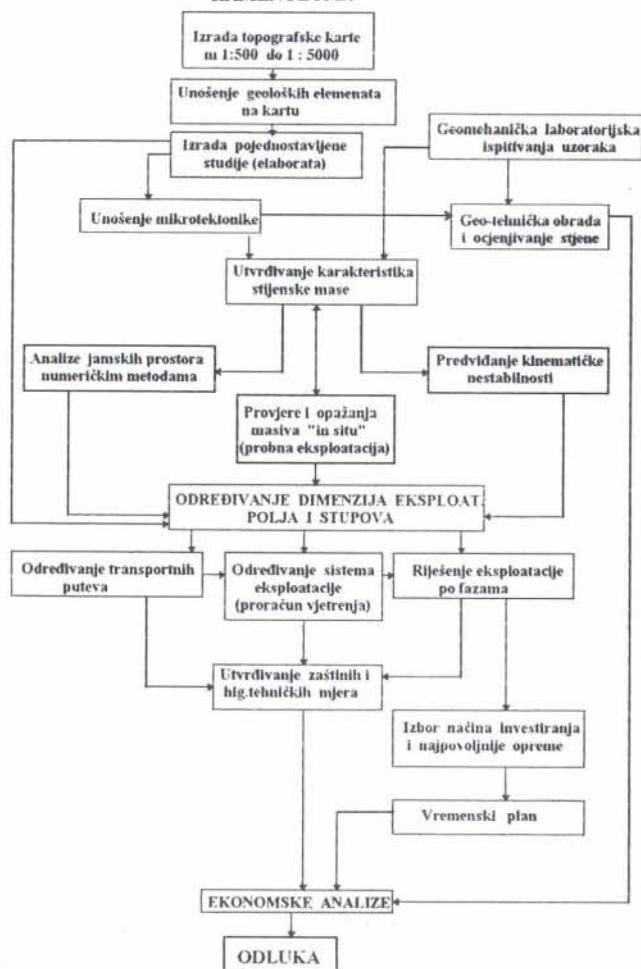 Izrada topografske karte
m 1:500 do 1 : 5000
Unošenje geoloških elemenata
na kartu
Izrada pojednostavljene
studije (elaborata)
Geomehanička laboratorijska
ispitivanja uzoraka
Unošenje mikrotektonike
Geo-tehnička obrada
i ocjenjivanje stjene
Utvrđivanje karakteristika
stijenske mase
Analize jamskih prostora
numeričkim metodama
Predviđanje kinematičke
nestabilnosti
Provjere i opažanja
masiva "in situ"
(probna eksploatacija)
ODREĐIVANJE DIMENZIJA EKSPLOAT.
POLJA I STUPOVA
Određivanje transportnih
puteva
Određivanje sistema
eksploatacije
(proračun vjetrenja)
Riješenje eksploatacije
po fazama
Utvrđivanje zaštinih i
hig.tehničkih mjera
Izbor načina investiranja
i najpovoljnije opreme
Vremenski plan
EKONOMSKE ANALIZE
ODLUKA